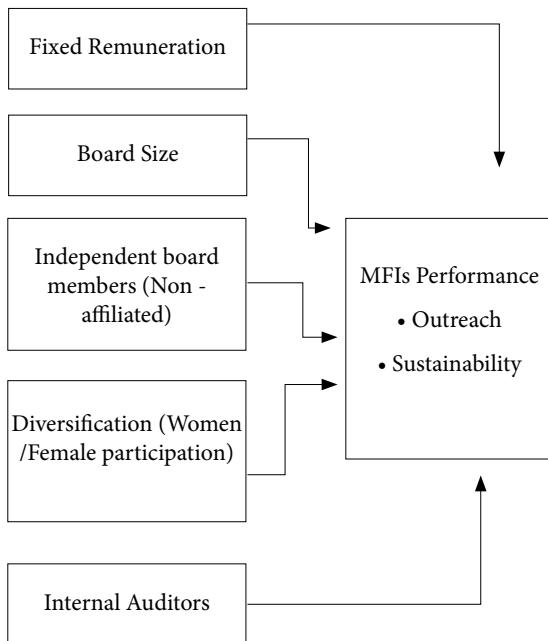 Fixed Remuneration
Board Size
Independent board
members (Non -
affiliated)
Diversification (Women
/Female participation)
Internal Auditors
MFIs Performance
• Outreach
• Sustainability